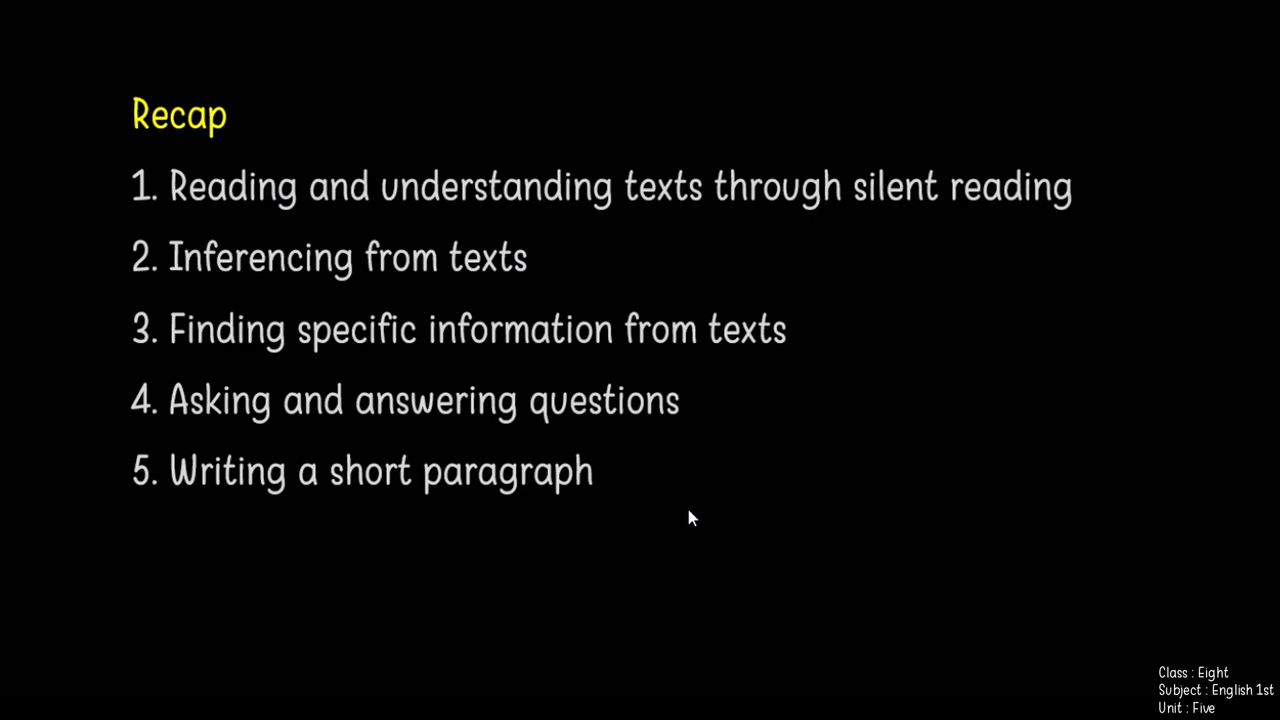 Recap
1. Reading and understanding texts through silent reading
2. Inferencing from texts
3. Finding specific information from texts
4. Asking and answering questions
5. Writing a short paragraph
Class : Eight
Subject : English 1st
Unit : Five